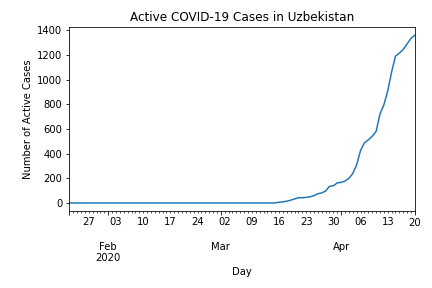 Active COVID-19 Cases in Uzbekistan
1400
1200
1000
800
600
400
200
0
Number of Active Cases
27 03 10 17 24 02 09 16 23 30 06 13 20
Feb Mar Apr
2020
Day